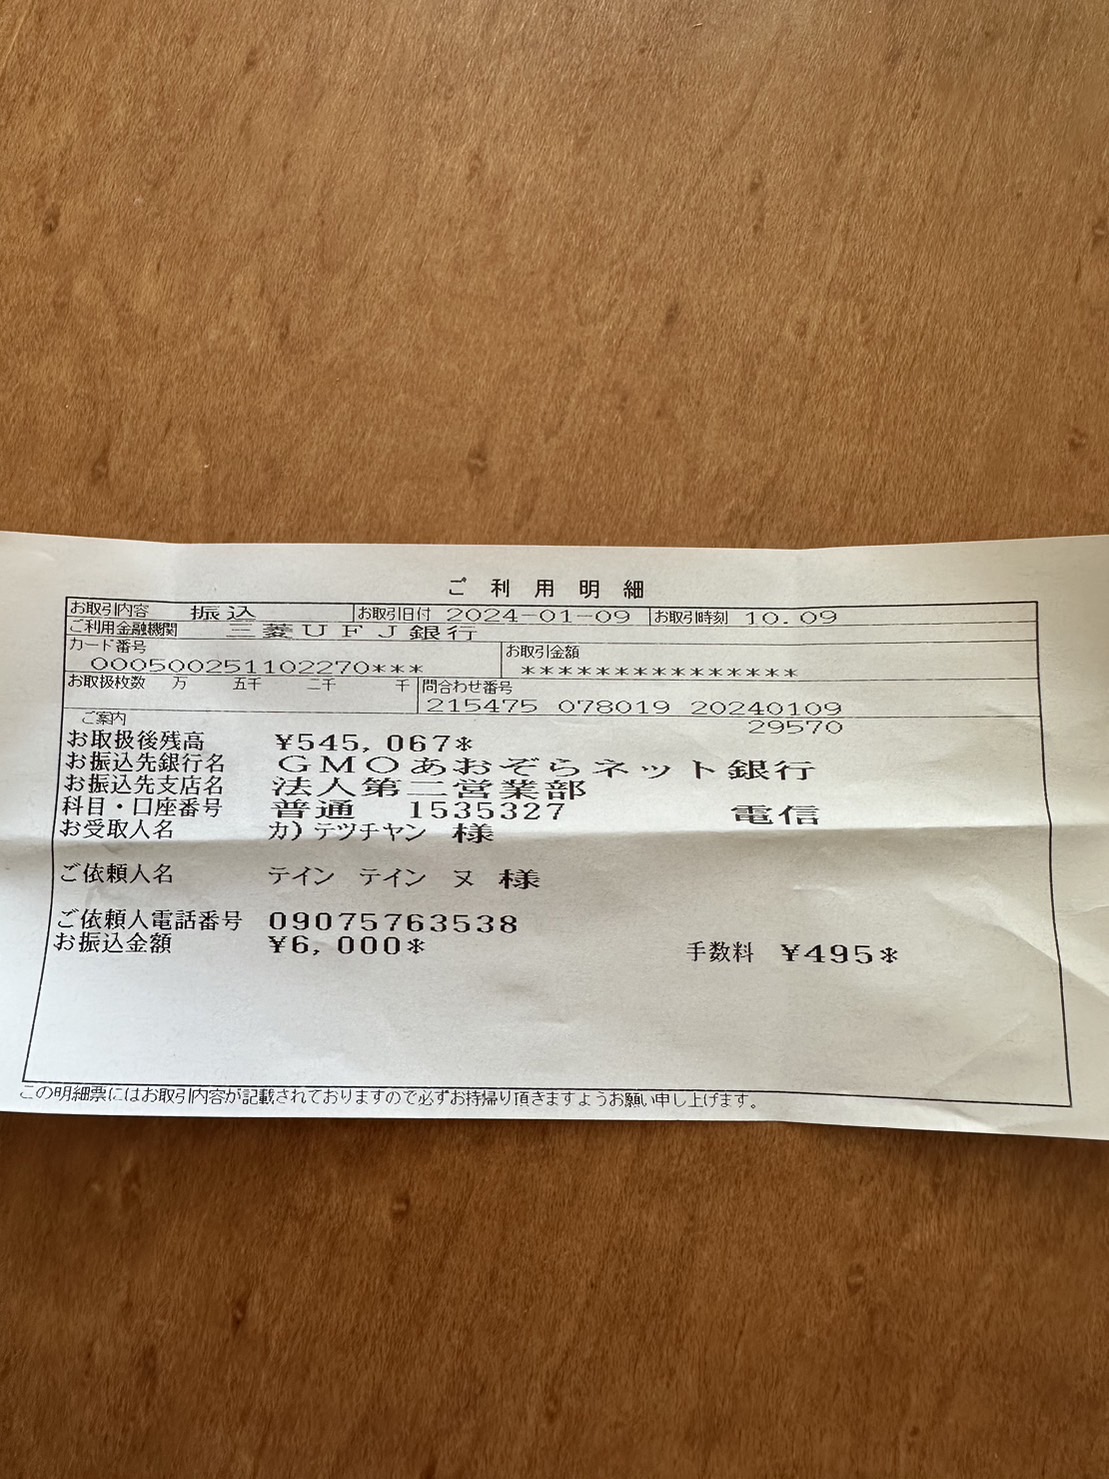 ご利用明細
お取引内容 振込 お取引日付 2024-01-09 お取引時刻 10.09
ご利用金融機関 三菱UFJ銀行
カード番号 お取引金額
000500251102270*** ***************
お取扱枚数 万 五千 二千 千 問合わせ番号
215475 078019 20240109
ご案内 29570
お取扱後残高 ¥545,067*
お振込先銀行名 GMOあおぞらネット銀行
お振込先支店名 法人第二営業部
科目・口座番号 普通 1535327 電信
お受取人名 カ)テツチヤン 様
ご依頼人名 テイン テイン ヌ 様
ご依頼人電話番号 09075763538
お振込金額 ¥6,000* 手数料 ¥495*
この明細票にはお取引内容が記載されておりますので必ずお持帰り頂きますようお願い申し上げます。